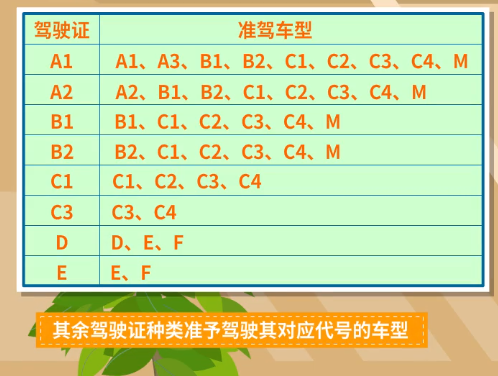 驾驶证 准驾车型
A1 A1、A3、B1、B2、C1、C2、C3、C4、M
A2 A2、B1、B2、C1、C2、C3、C4、M
B1 B1、C1、C2、C3、C4、M
B2 B2、C1、C2、C3、C4、M
C1 C1、C2、C3、C4
C3 C3、C4
D D、E、F
E E、F
其余驾驶证种类准予驾驶其对应代号的车型